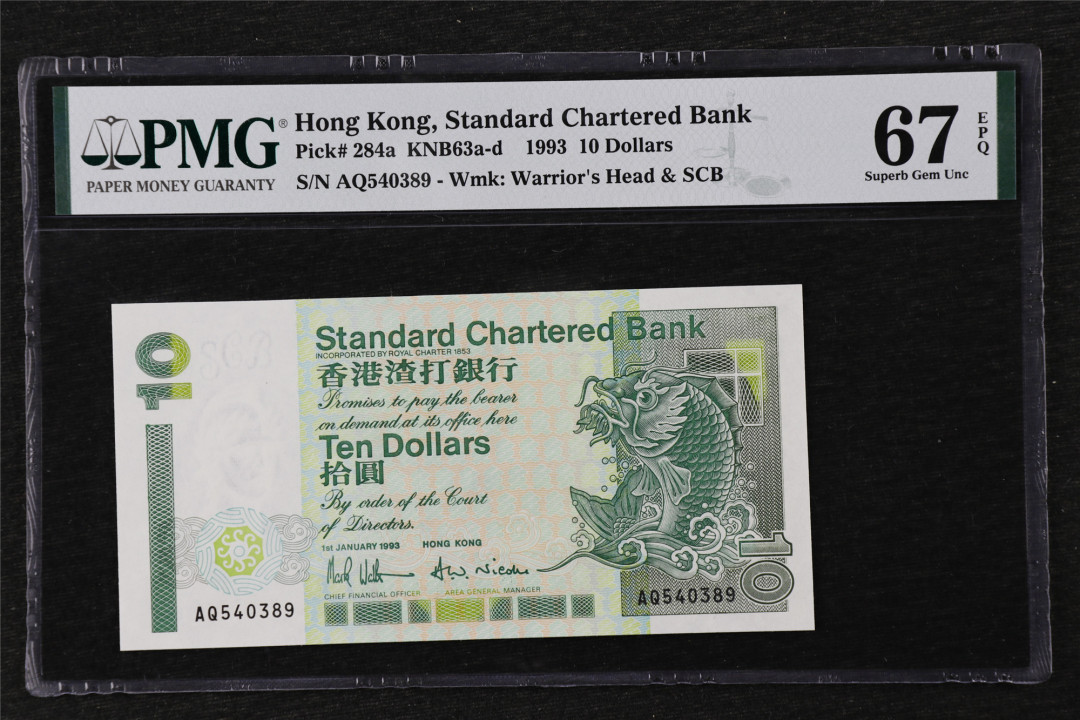 PMG®
PAPER MONEY GUARANTY
Hong Kong, Standard Chartered Bank
Pick# 284a KNB63a-d 1993 10 Dollars
S/N AQ540389 - Wmk: Warrior's Head & SCB
67
EPQ
Superb Gem Unc
10
Standard Chartered Bank
INCORPORATED BY ROYAL CHARTER 1853
香港渣打銀行
Promises to pay the bearer
on demand at its office here
Ten Dollars
拾圓
By order of the Court
of Directors.
1st JANUARY 1993 HONG KONG
CHIEF FINANCIAL OFFICER AREA GENERAL MANAGER
AQ540389
AQ540389
10